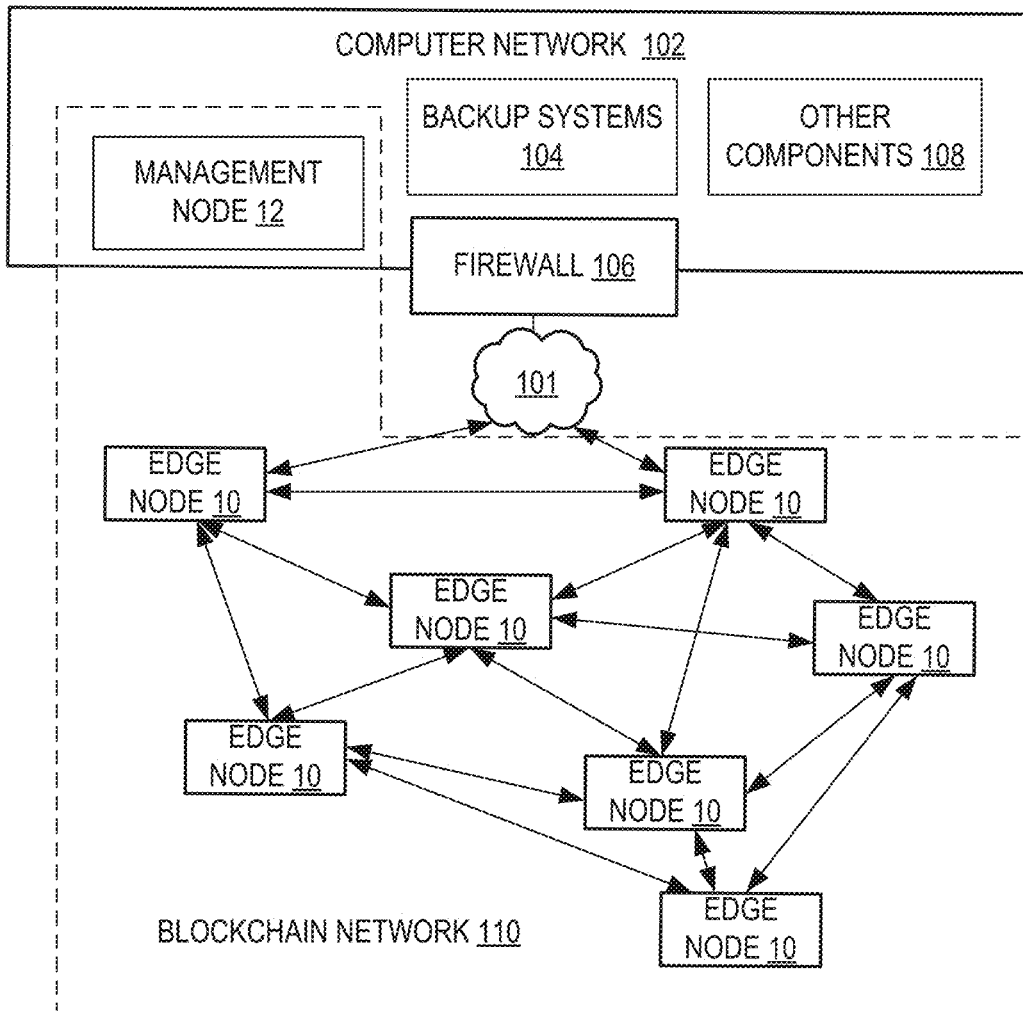 COMPUTER NETWORK 102
BACKUP SYSTEMS
104
OTHER
COMPONENTS 108
MANAGEMENT
NODE 12
FIREWALL 106
101
EDGE
NODE 10
EDGE
NODE 10
EDGE
NODE 10
EDGE
NODE 10
EDGE
NODE 10
EDGE
NODE 10
EDGE
NODE 10
BLOCKCHAIN NETWORK 110